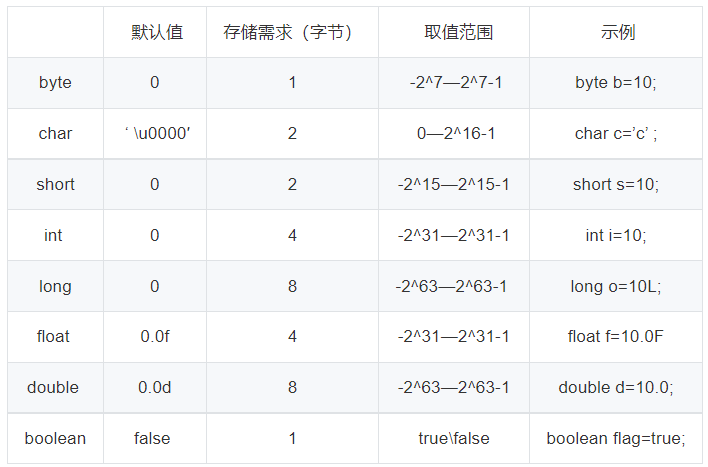 默认值 存储需求（字节） 取值范围 示例
byte 0 1 -2^7—2^7-1 byte b=10;
char ‘ \u0000′ 2 0—2^16-1 char c=’c’ ;
short 0 2 -2^15—2^15-1 short s=10;
int 0 4 -2^31—2^31-1 int i=10;
long 0 8 -2^63—2^63-1 long o=10L;
float 0.0f 4 -2^31—2^31-1 float f=10.0F
double 0.0d 8 -2^63—2^63-1 double d=10.0;
boolean false 1 true\false boolean flag=true;